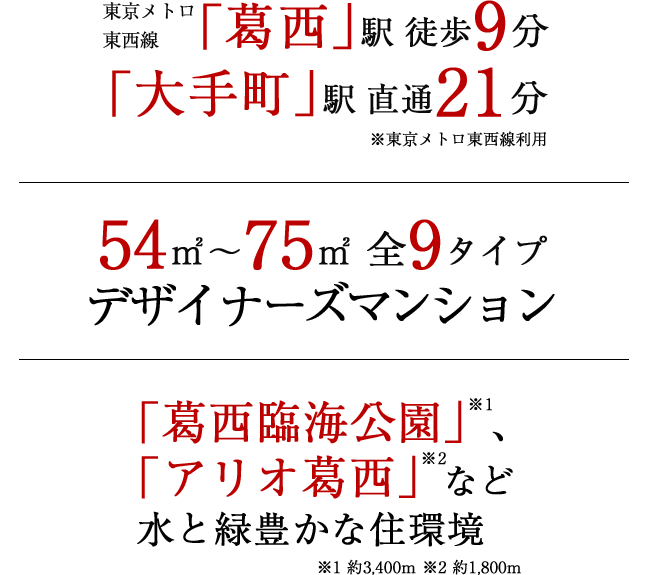 東京メトロ東西線「葛西」駅 徒歩9分
「大手町」駅 直通21分
※東京メトロ東西線利用
54㎡～75㎡ 全9タイプ
デザイナーズマンション
「葛西臨海公園」※1、
「アリオ葛西」※2など
水と緑豊かな住環境
※1 約3,400m ※2 約1,800m